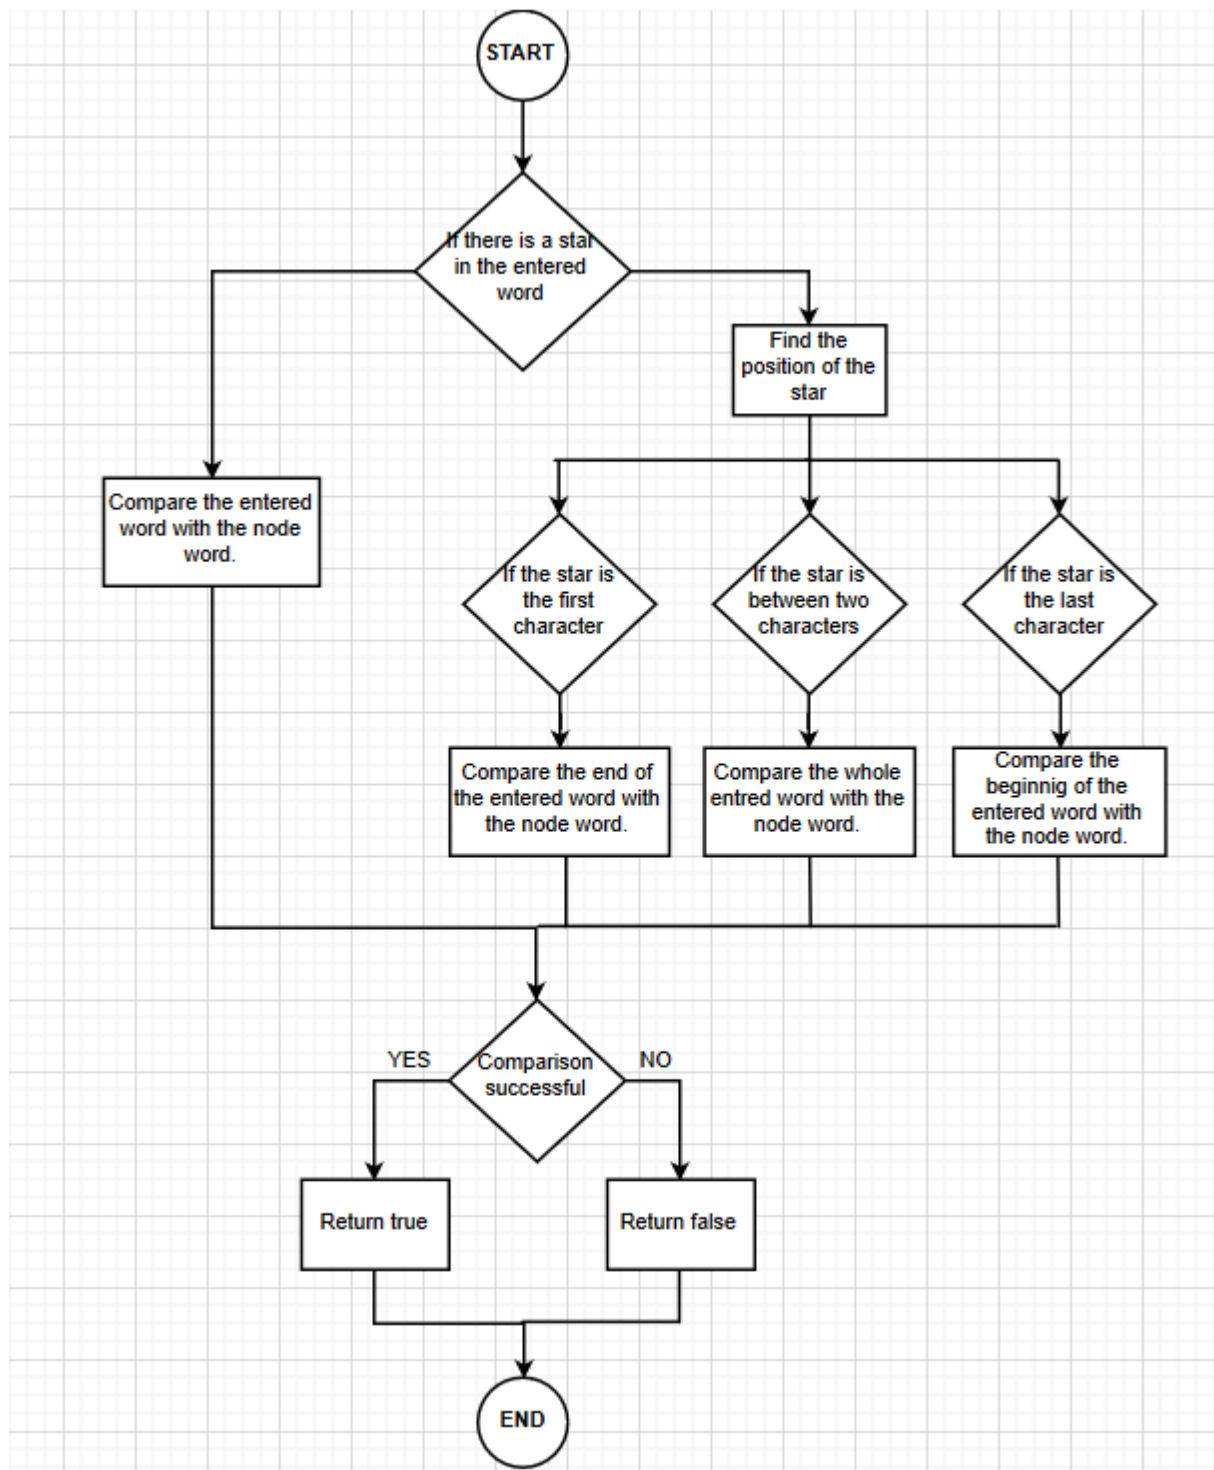 START
If there is a star
in the entered
word
Find the
position of the
star
Compare the entered
word with the node
word.
If the star is
the first
character
If the star is
between two
characters
If the star is
the last
character
Compare the end of
the entered word with
the node word.
Compare the whole
entred word with the
node word.
Compare the
beginnig of the
entered word with
the node word.
YES
Comparison
successful
NO
Return true
Return false
END